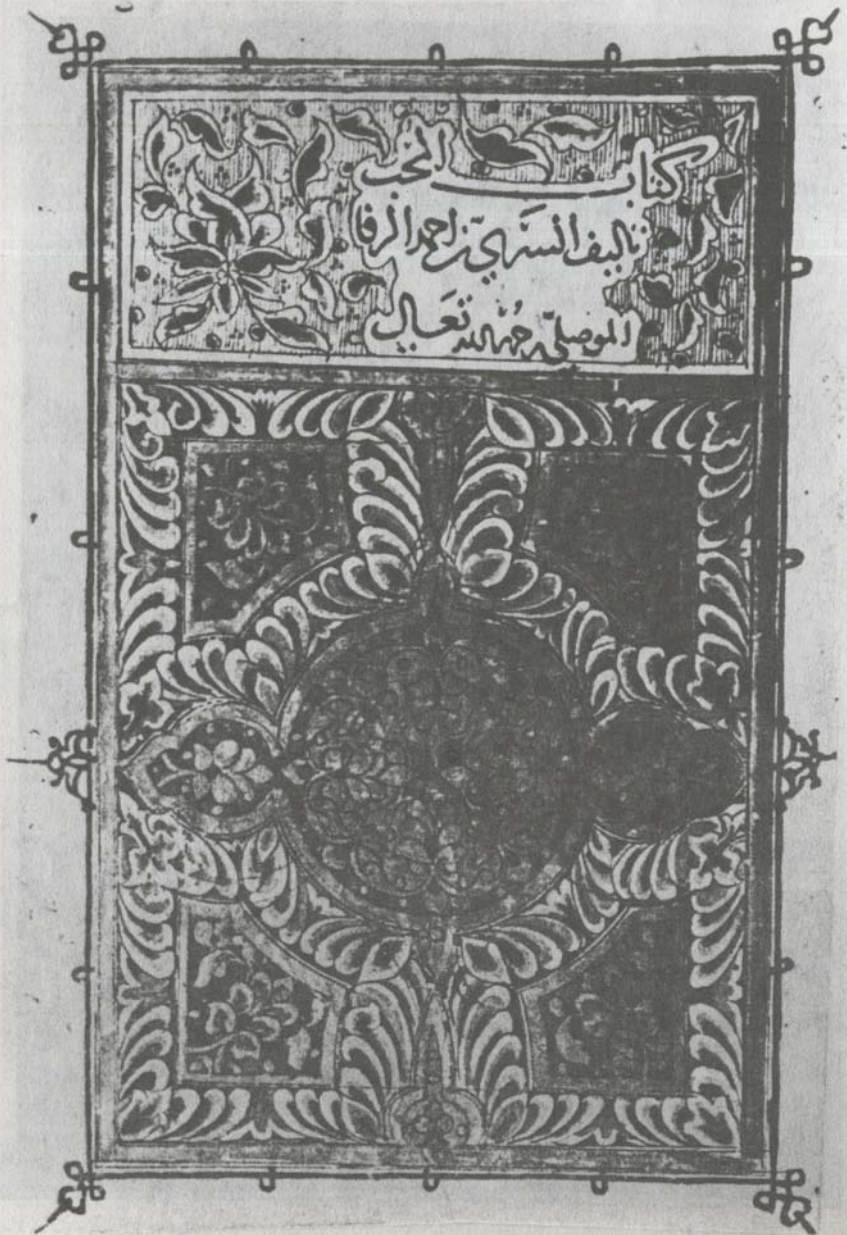 كتاب المحب
تاليف السري بن احمد الرفا
الموصلي رحمه الله تعالى